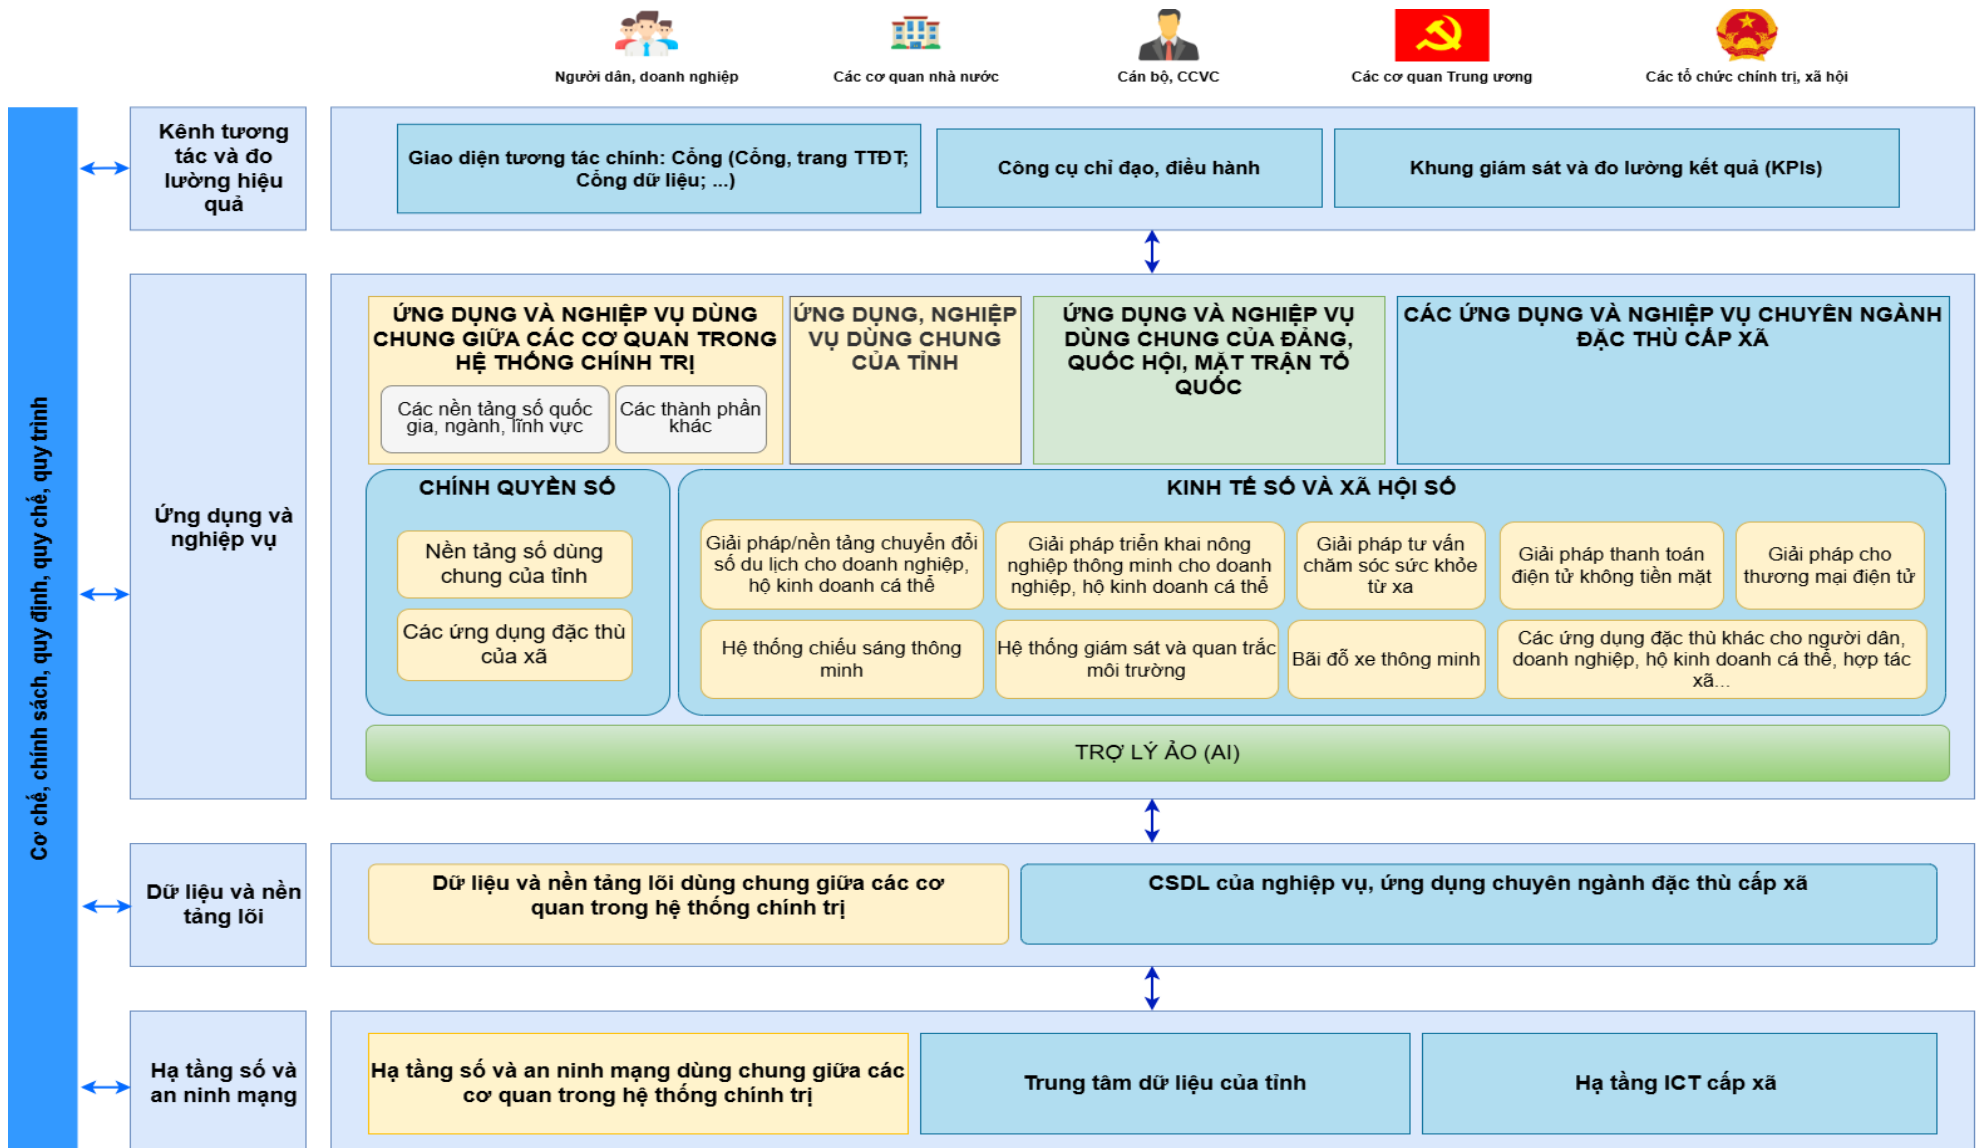 Người dân, doanh nghiệp
Các cơ quan nhà nước
Cán bộ, CCVC
Các cơ quan Trung ương
Các tổ chức chính trị, xã hội
Cơ chế, chính sách, quy định, quy chế, quy trình
Kênh tương
tác và đo
lường hiệu
quả
Giao diện tương tác chính: Cổng (Cổng, trang TTĐT;
Cổng dữ liệu; ...)
Công cụ chỉ đạo, điều hành
Khung giám sát và đo lường kết quả (KPIs)
Ứng dụng và
nghiệp vụ
ỨNG DỤNG VÀ NGHIỆP VỤ DÙNG
CHUNG GIỮA CÁC CƠ QUAN TRONG
HỆ THỐNG CHÍNH TRỊ
Các nền tảng số quốc
gia, ngành, lĩnh vực
Các thành phần
khác
ỨNG DỤNG, NGHIỆP
VỤ DÙNG CHUNG
CỦA TỈNH
ỨNG DỤNG VÀ NGHIỆP VỤ
DÙNG CHUNG CỦA ĐẢNG,
QUỐC HỘI, MẶT TRẬN TỔ
QUỐC
CÁC ỨNG DỤNG VÀ NGHIỆP VỤ CHUYÊN NGÀNH
ĐẶC THÙ CẤP XÃ
CHÍNH QUYỀN SỐ
Nền tảng số dùng
chung của tỉnh
Các ứng dụng đặc thù
của xã
KINH TẾ SỐ VÀ XÃ HỘI SỐ
Giải pháp/nền tảng chuyển đổi
số du lịch cho doanh nghiệp,
hộ kinh doanh cá thể
Giải pháp triển khai nông
nghiệp thông minh cho doanh
nghiệp, hộ kinh doanh cá thể
Giải pháp tư vấn
chăm sóc sức khỏe
từ xa
Giải pháp thanh toán
điện tử không tiền mặt
Giải pháp cho
thương mại điện tử
Hệ thống chiếu sáng thông
minh
Hệ thống giám sát và quan trắc
môi trường
Bãi đỗ xe thông minh
Các ứng dụng đặc thù khác cho người dân,
doanh nghiệp, hộ kinh doanh cá thể, hợp tác
xã...
TRỢ LÝ ẢO (AI)
Dữ liệu và nền
tảng lõi
Dữ liệu và nền tảng lõi dùng chung giữa các cơ
quan trong hệ thống chính trị
CSDL của nghiệp vụ, ứng dụng chuyên ngành đặc thù cấp xã
Hạ tầng số và
an ninh mạng
Hạ tầng số và an ninh mạng dùng chung giữa các
cơ quan trong hệ thống chính trị
Trung tâm dữ liệu của tỉnh
Hạ tầng ICT cấp xã